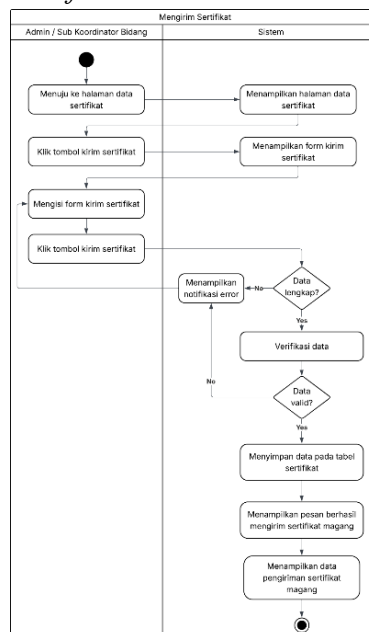 Mengirim Sertifikat
Admin / Sub Koordinator Bidang
Sistem
Menuju ke halaman data
sertifikat
Menampilkan halaman data
sertifikat
Klik tombol kirim sertifikat
Menampilkan form kirim
sertifikat
Mengisi form kirim sertifikat
Klik tombol kirim sertifikat
Menampilkan
notifikasi error
No
Data
lengkap?
Yes
Verifikasi data
No
Data
valid?
Yes
Menyimpan data pada tabel
sertifikat
Menampilkan pesan berhasil
mengirim sertifikat magang
Menampilkan data
pengiriman sertifikat
magang